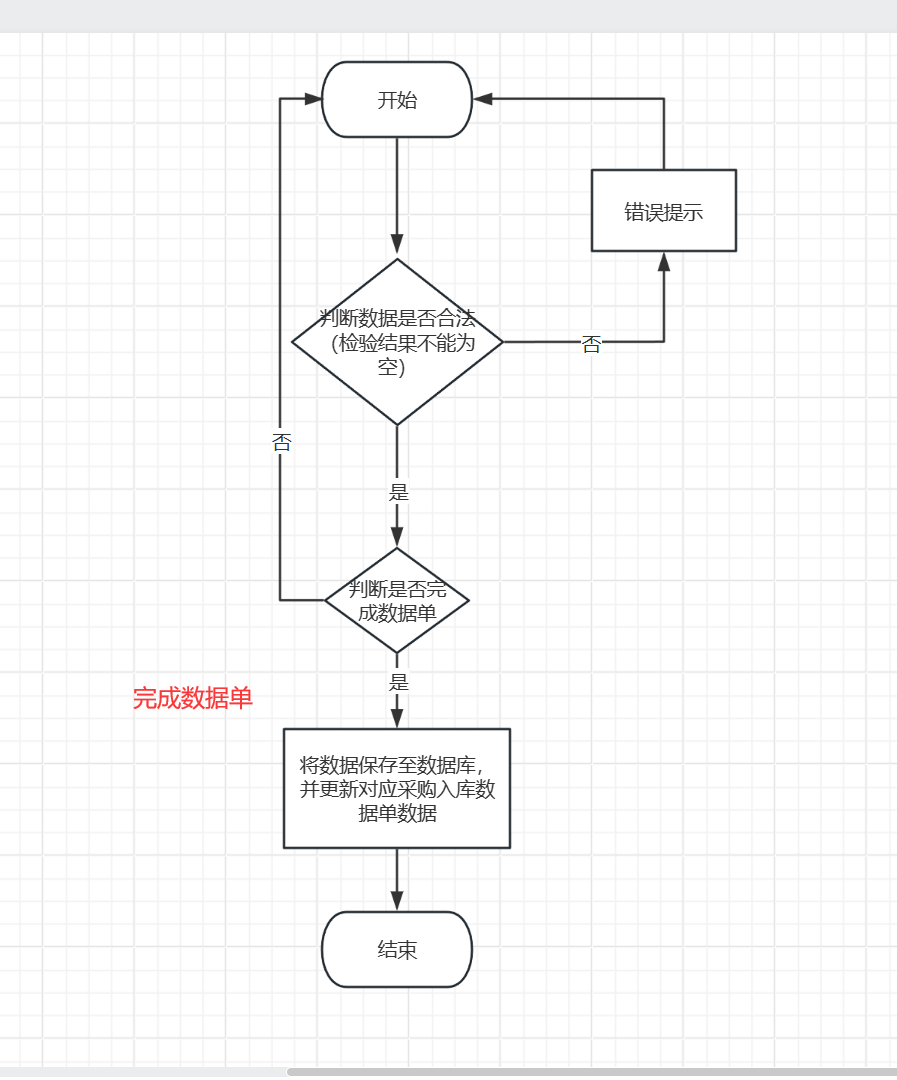 开始
错误提示
判断数据是否合法
（检验结果不能为
空）
否
否
是
判断是否完
成数据单
是
完成数据单
将数据保存至数据库，
并更新对应采购入库数
据单数据
结束